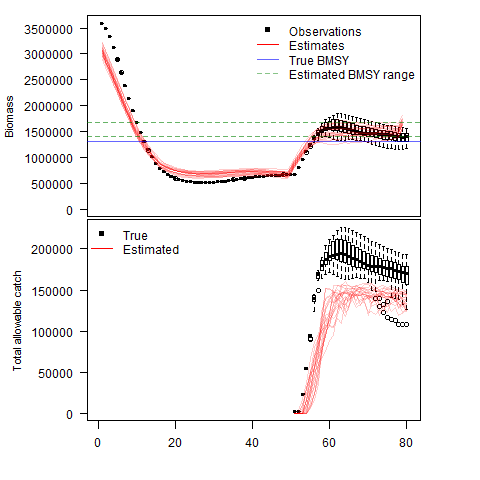 3500000
3000000
2500000
2000000
1500000
1000000
500000
0
Biomass
Observations
Estimates
True BMSY
Estimated BMSY range
200000
150000
100000
50000
0
Total allowable catch
True
Estimated
0
20
40
60
80